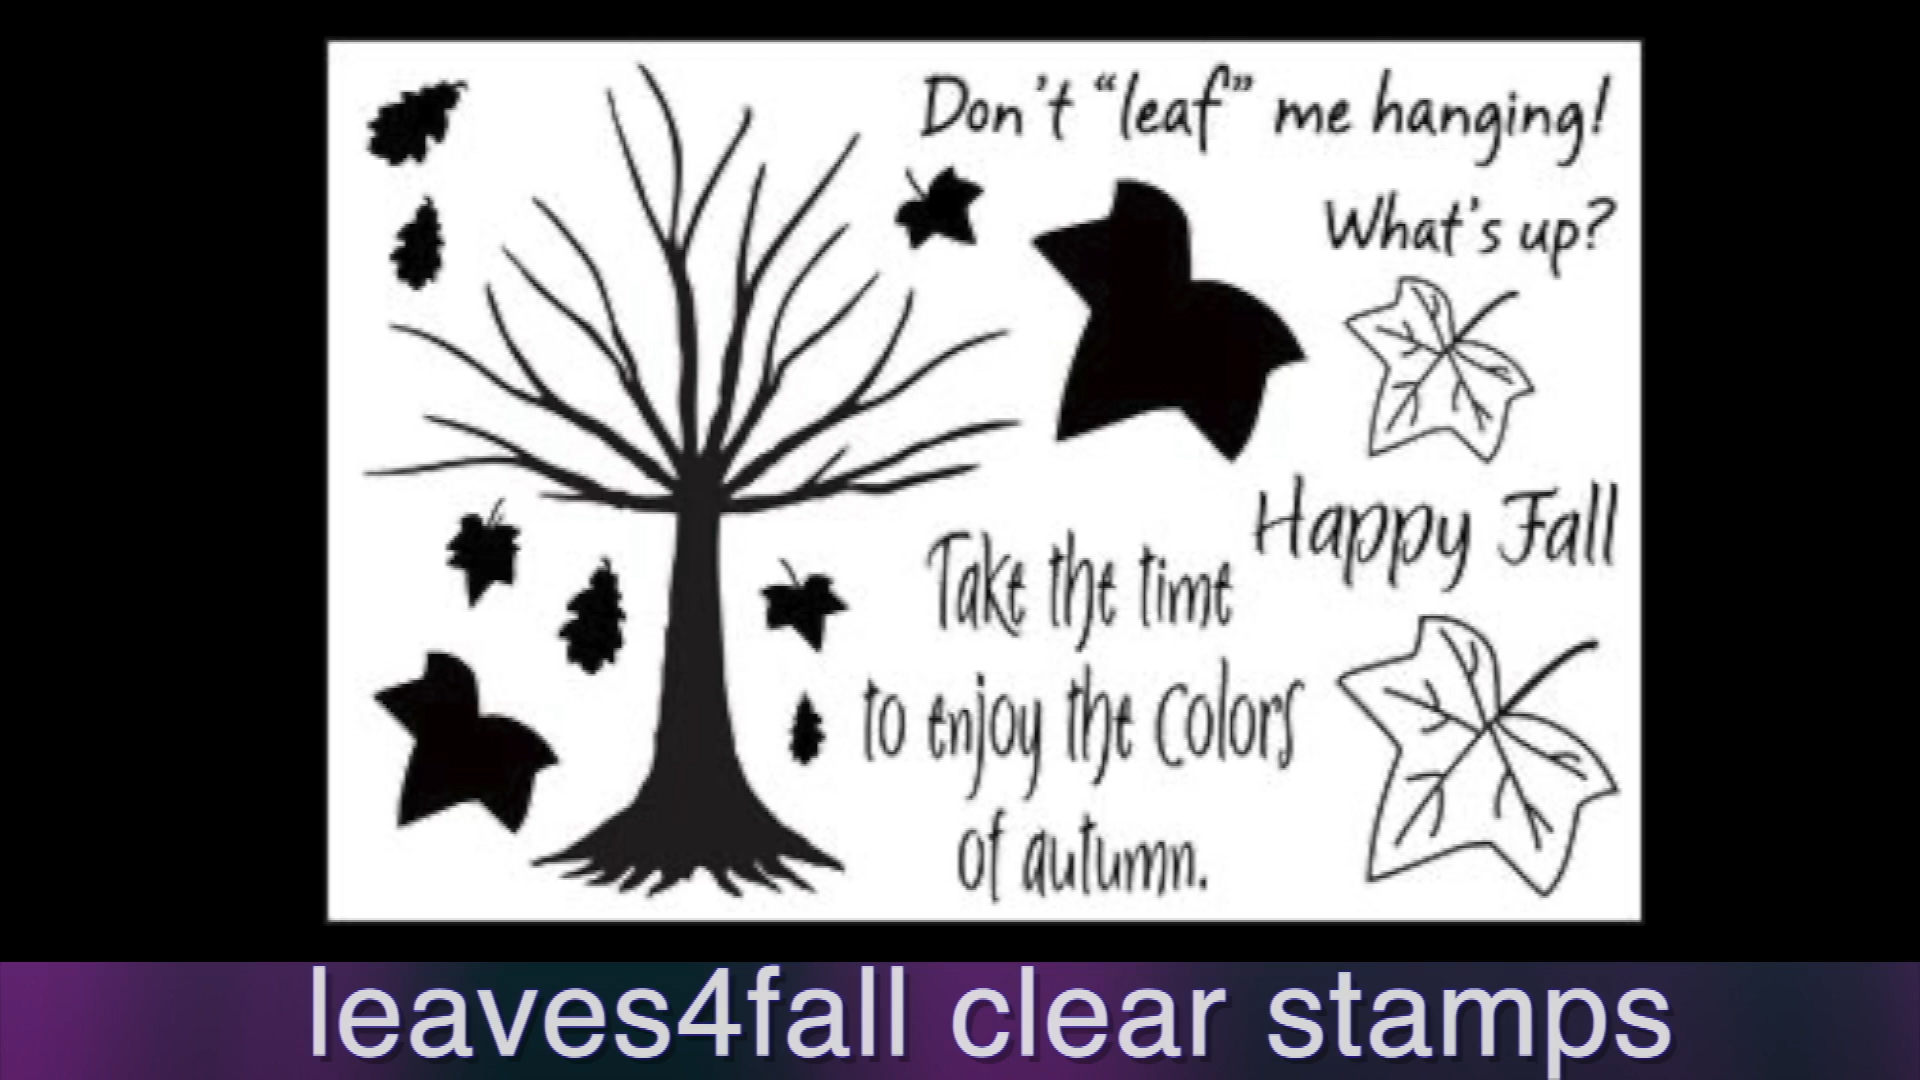 Don't “leaf” me hanging!
What's up?
Happy Fall
Take the time
to enjoy the colors
of autumn.
leaves4fall clear stamps